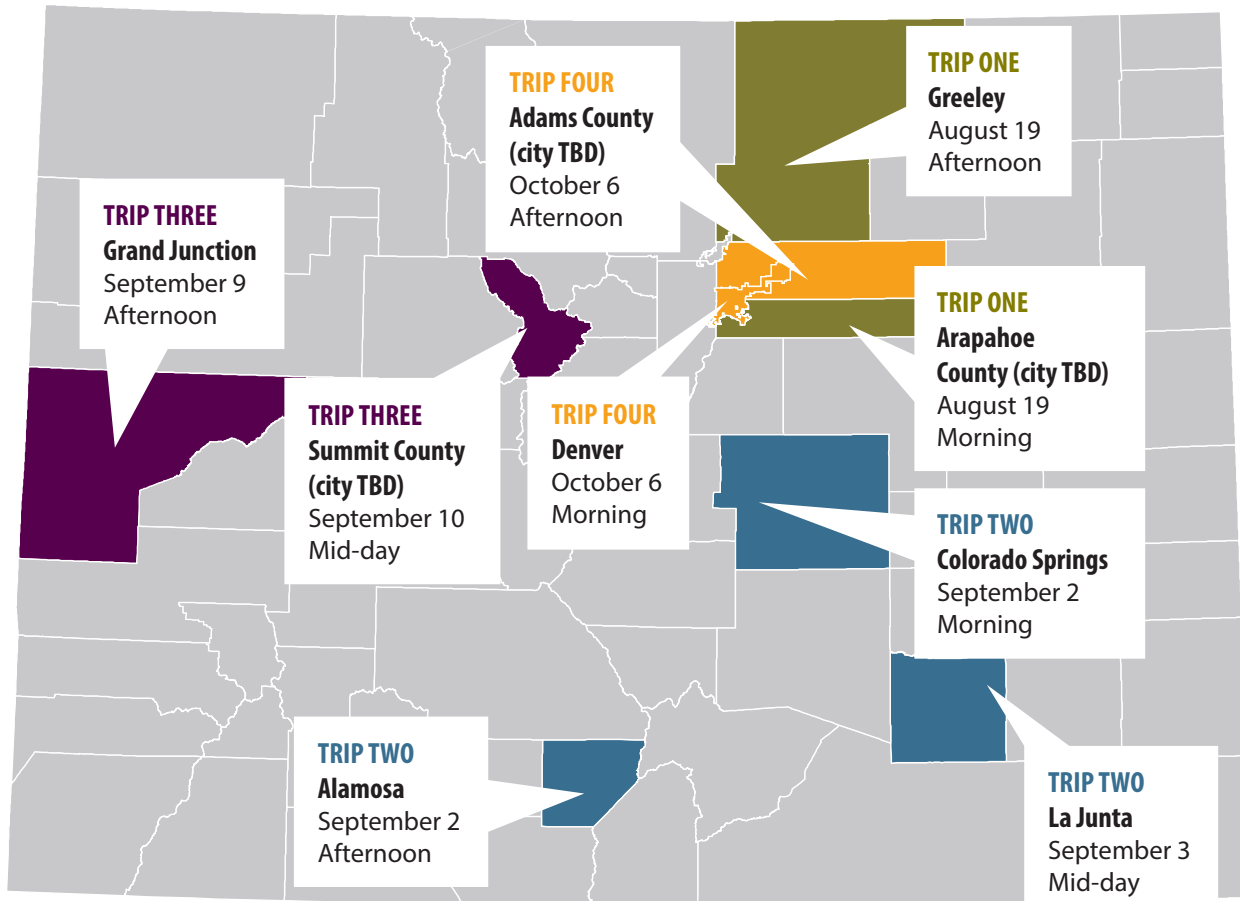 TRIP FOUR
Adams County
(city TBD)
October 6
Afternoon
TRIP ONE
Greeley
August 19
Afternoon
TRIP THREE
Grand Junction
September 9
Afternoon
TRIP ONE
Arapahoe
County (city TBD)
August 19
Morning
TRIP THREE
Summit County
(city TBD)
September 10
Mid-day
TRIP FOUR
Denver
October 6
Morning
TRIP TWO
Colorado Springs
September 2
Morning
TRIP TWO
Alamosa
September 2
Afternoon
TRIP TWO
La Junta
September 3
Mid-day